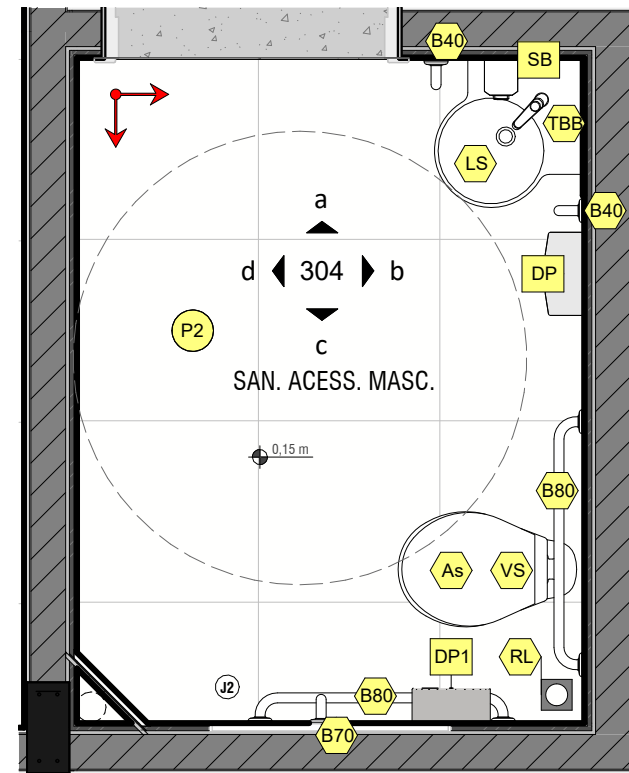 B40
SB
TBB
LS
B40
a
d 304 b
c
DP
P2
SAN. ACESS. MASC.
0,15 m
B80
As VS
DP1 RL
J2
B80
B70